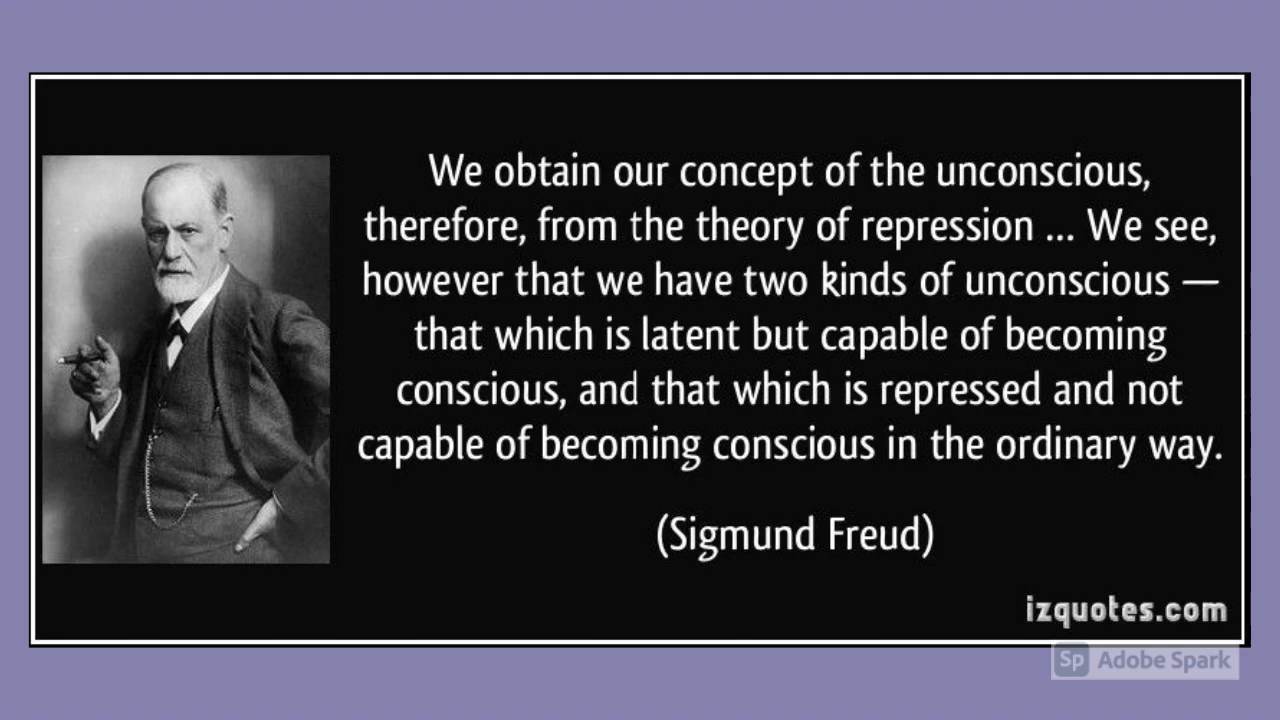 We obtain our concept of the unconscious,
therefore, from the theory of repression ... We see,
however that we have two kinds of unconscious —
that which is latent but capable of becoming
conscious, and that which is repressed and not
capable of becoming conscious in the ordinary way.
(Sigmund Freud)
izquotes.com
Sp Adobe Spark